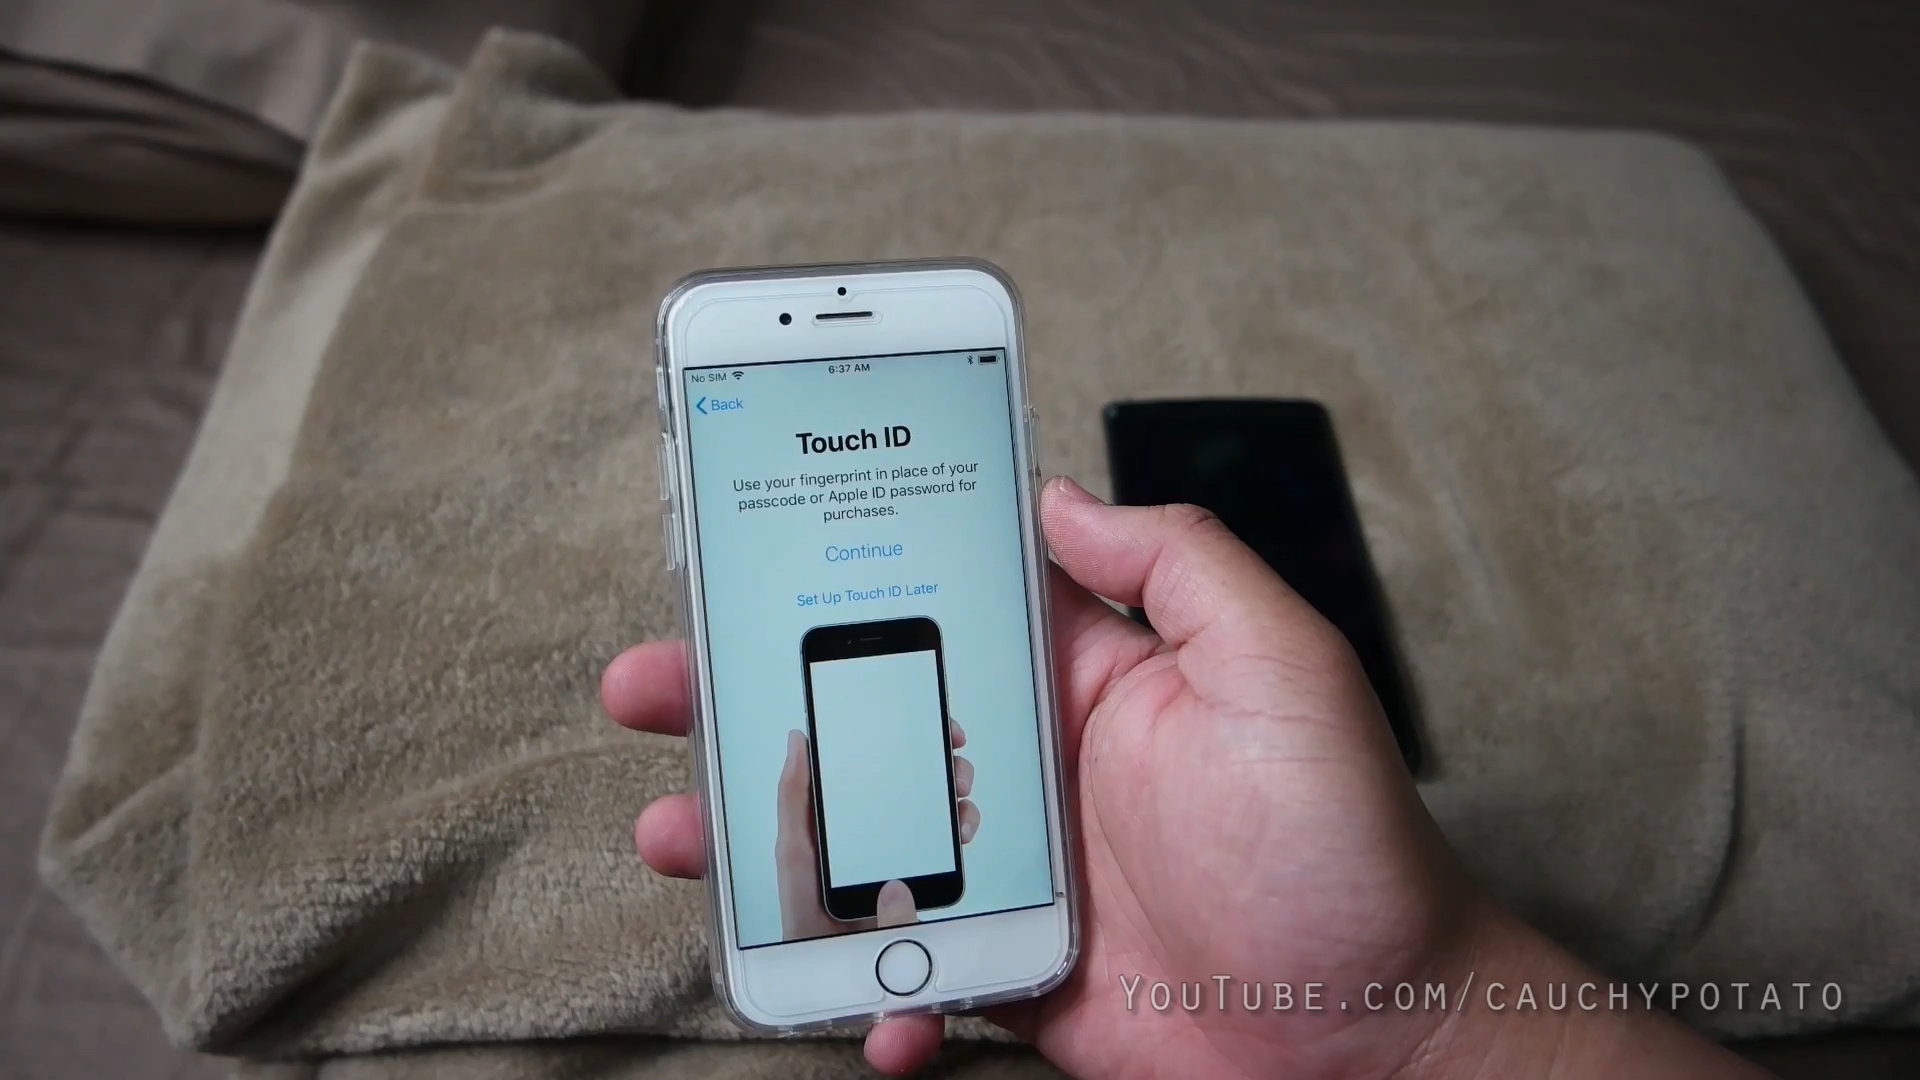 No SIM 6:37 AM
Back
Touch ID
Use your fingerprint in place of your
passcode or Apple ID password for
purchases.
Continue
Set Up Touch ID Later
YouTube.com/cauchypotato